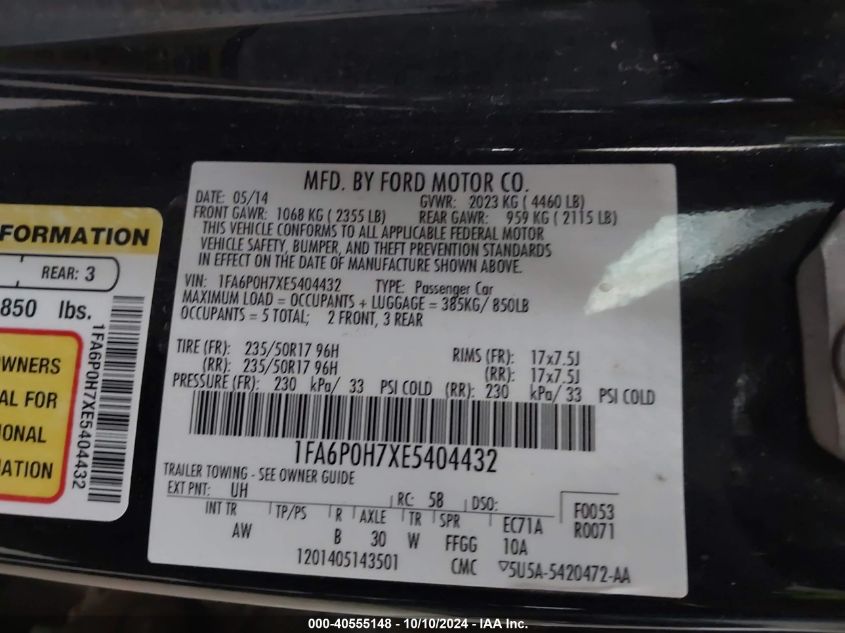 MFD. BY FORD MOTOR CO.
DATE: 05/14 GVWR: 2023 KG ( 4460 LB)
FRONT GAWR: 1068 KG ( 2355 LB) REAR GAWR: 959 KG ( 2115 LB)
THIS VEHICLE CONFORMS TO ALL APPLICABLE FEDERAL MOTOR
VEHICLE SAFETY, BUMPER, AND THEFT PREVENTION STANDARDS
IN EFFECT ON THE DATE OF MANUFACTURE SHOWN ABOVE.
VIN: 1FA6P0H7XE5404432 TYPE: Passenger Car
MAXIMUM LOAD = OCCUPANTS + LUGGAGE = 385KG/ 850LB
OCCUPANTS = 5 TOTAL; 2 FRONT, 3 REAR
TIRE (FR): 235/50R17 96H RIMS (FR): 17x7.5J
(RR): 235/50R17 96H (RR): 17x7.5J
PRESSURE (FR): 230 kPa/ 33 PSI COLD (RR): 230 kPa/ 33 PSI COLD
1FA6P0H7XE5404432
TRAILER TOWING - SEE OWNER GUIDE
EXT PNT: UH RC: 58 DSO: F0053
INT TR TP/PS R AXLE TR SPR EC71A R0071
AW B 30 W FFGG 10A
1201405143501 CMC ▽5U5A-5420472-AA
FORMATION
REAR: 3
850 lbs.
OWNERS
AL FOR
IONAL
MATION
1FA6P0H7XE5404432
000-40555148 - 10/10/2024 - IAA Inc.